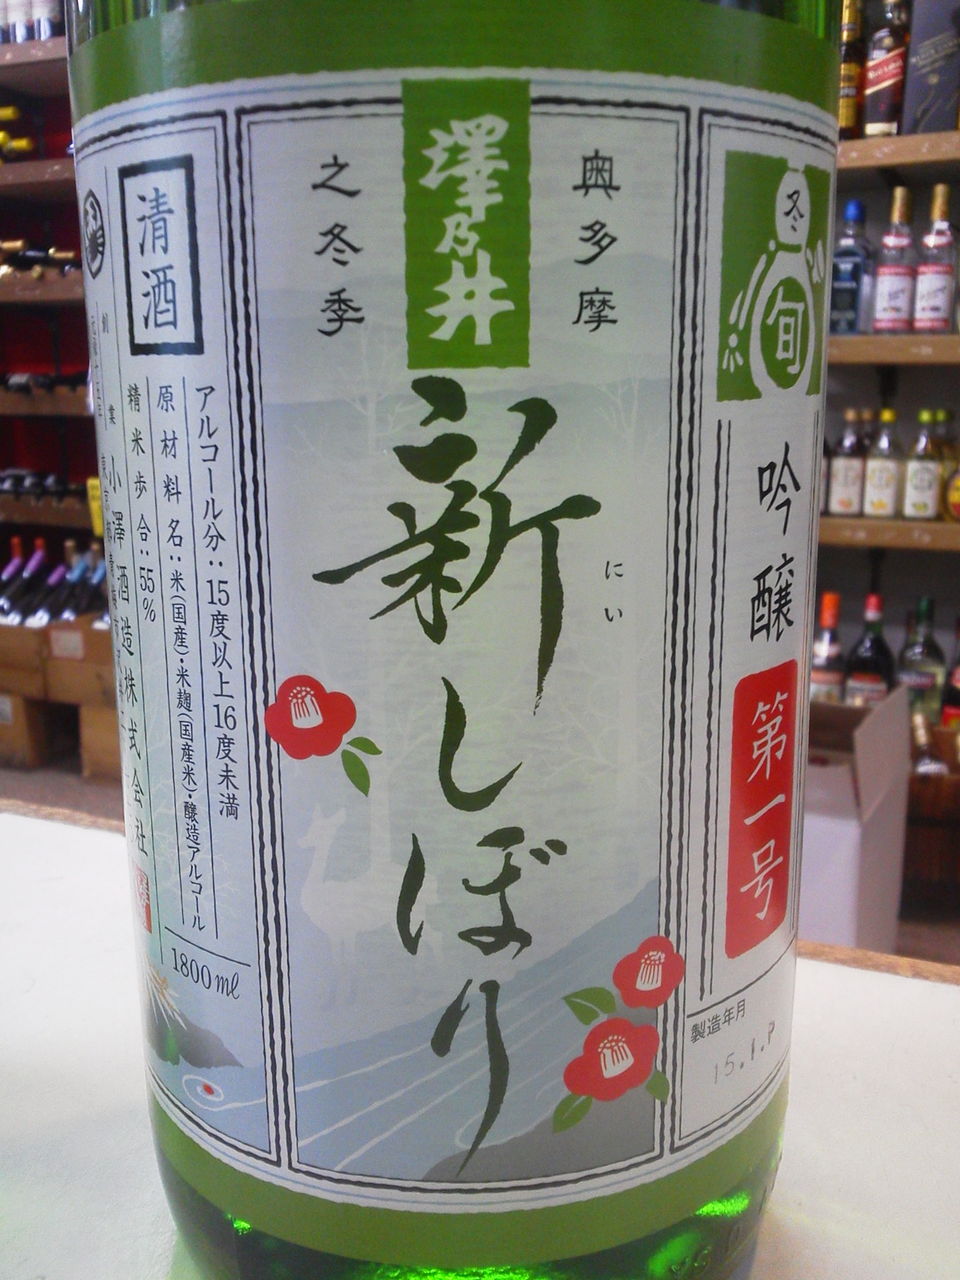 冬
旬
吟醸
第一号
製造年月
15.1.P
奥多摩
澤乃井
之冬季
新しぼり
にい
清酒
アルコール分：15度以上16度未満
原材料名：米(国産)・米麹(国産米)・醸造アルコール
精米歩合：55%
1800ml
小澤酒造株式会社
Red Label